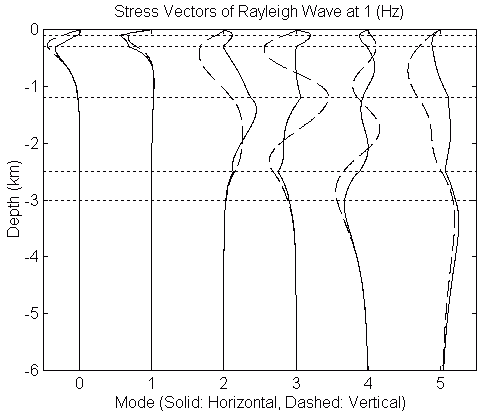 Stress Vectors of Rayleigh Wave at 1 (Hz)
0
-1
-2
-3
-4
-5
-6
Depth (km)
0 1 2 3 4 5
Mode (Solid: Horizontal, Dashed: Vertical)